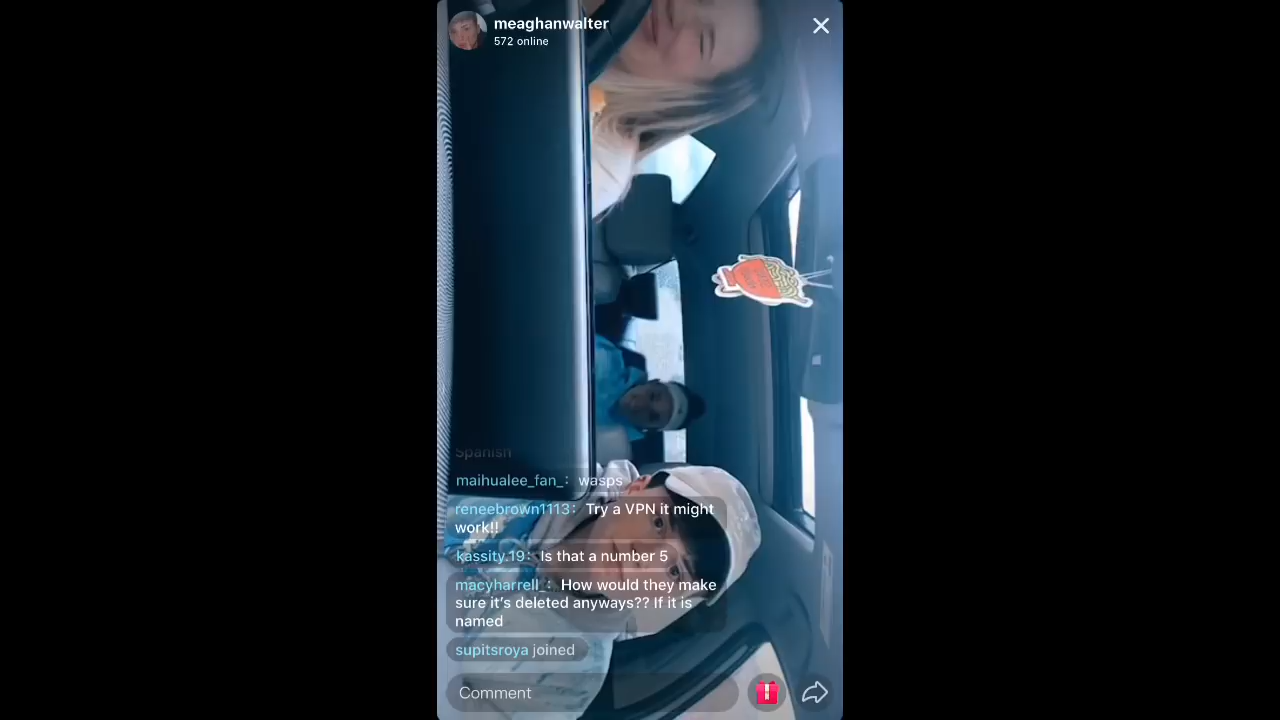 meaghanwalter
572 online
Spanish
maihualee_fan_: wasps
reneebrown1113: Try a VPN it might
work!!
kassity.19: Is that a number 5
macyharrell_: How would they make
sure it's deleted anyways?? If it is
named
supitsroya joined
Comment